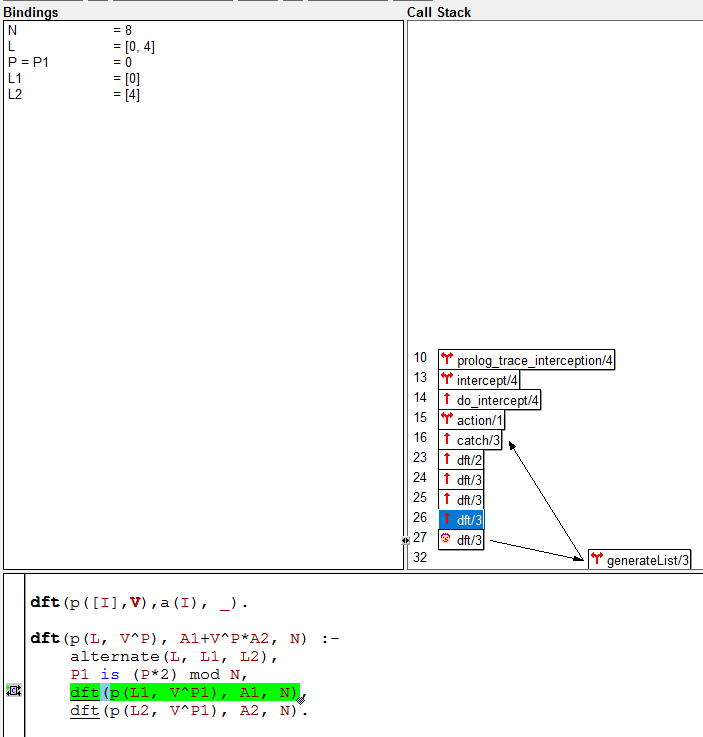 Bindings
N = 8
L = [0, 4]
P = P1 = 0
L1 = [0]
L2 = [4]
Call Stack
10 prolog_trace_interception/4
13 intercept/4
14 do_intercept/4
15 action/1
16 catch/3
23 dft/2
24 dft/3
25 dft/3
26 dft/3
27 dft/3
32 generateList/3
dft(p([I],V),a(I), _).
dft(p(L, V^P), A1+V^P*A2, N) :-
alternate(L, L1, L2),
P1 is (P*2) mod N,
dft(p(L1, V^P1), A1, N),
dft(p(L2, V^P1), A2, N).